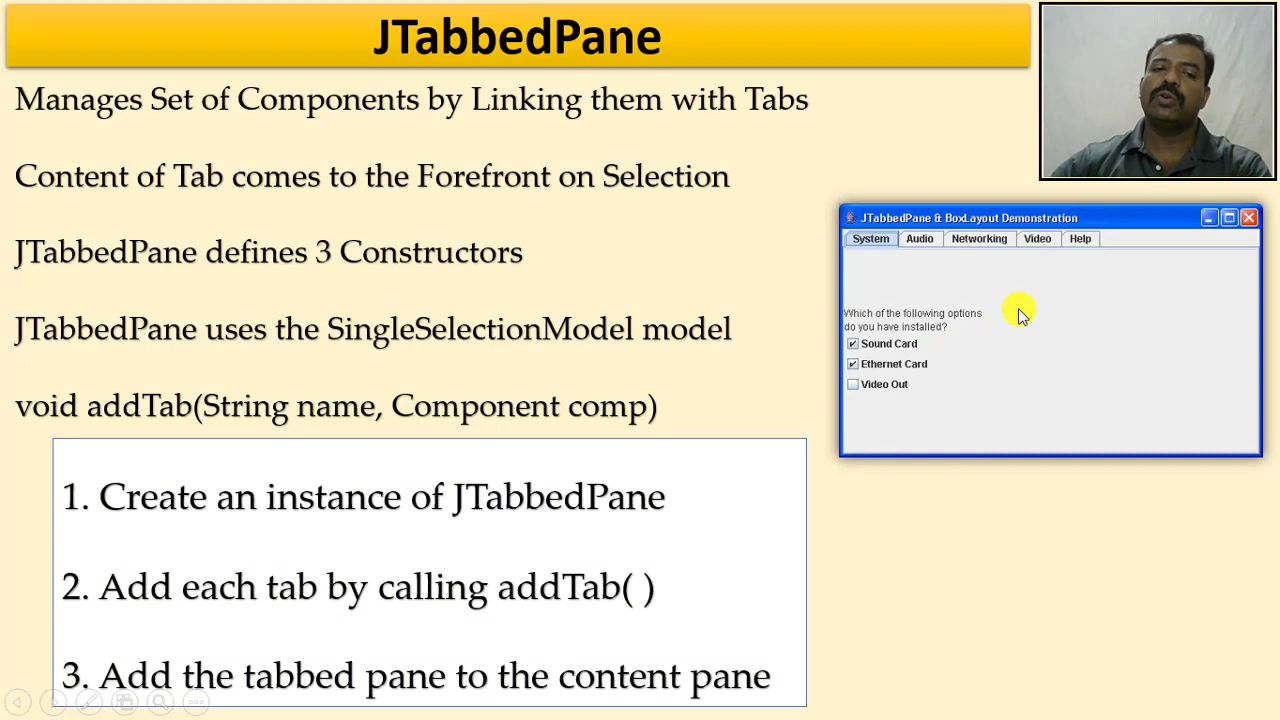 JTabbedPane
Manages Set of Components by Linking them with Tabs
Content of Tab comes to the Forefront on Selection
JTabbedPane defines 3 Constructors
JTabbedPane uses the SingleSelectionModel model
void addTab(String name, Component comp)
1. Create an instance of JTabbedPane
2. Add each tab by calling addTab( )
3. Add the tabbed pane to the content pane
JTabbedPane & BoxLayout Demonstration
System Audio Networking Video Help
Which of the following options
do you have installed?
Sound Card
Ethernet Card
Video Out